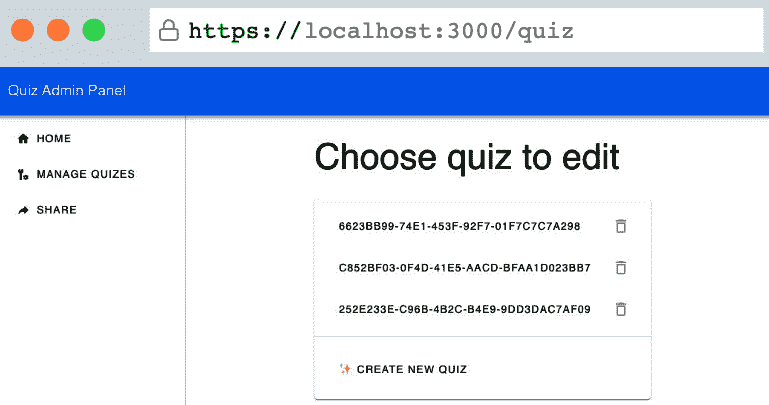 https://localhost:3000/quiz
Quiz Admin Panel
HOME
MANAGE QUIZES
SHARE
Choose quiz to edit
6623BB99-74E1-453F-92F7-01F7C7C7A298
C852BF03-0F4D-41E5-AACD-BFAA1D023BB7
252E233E-C96B-4B2C-B4E9-9DD3DAC7AF09
✨ CREATE NEW QUIZ